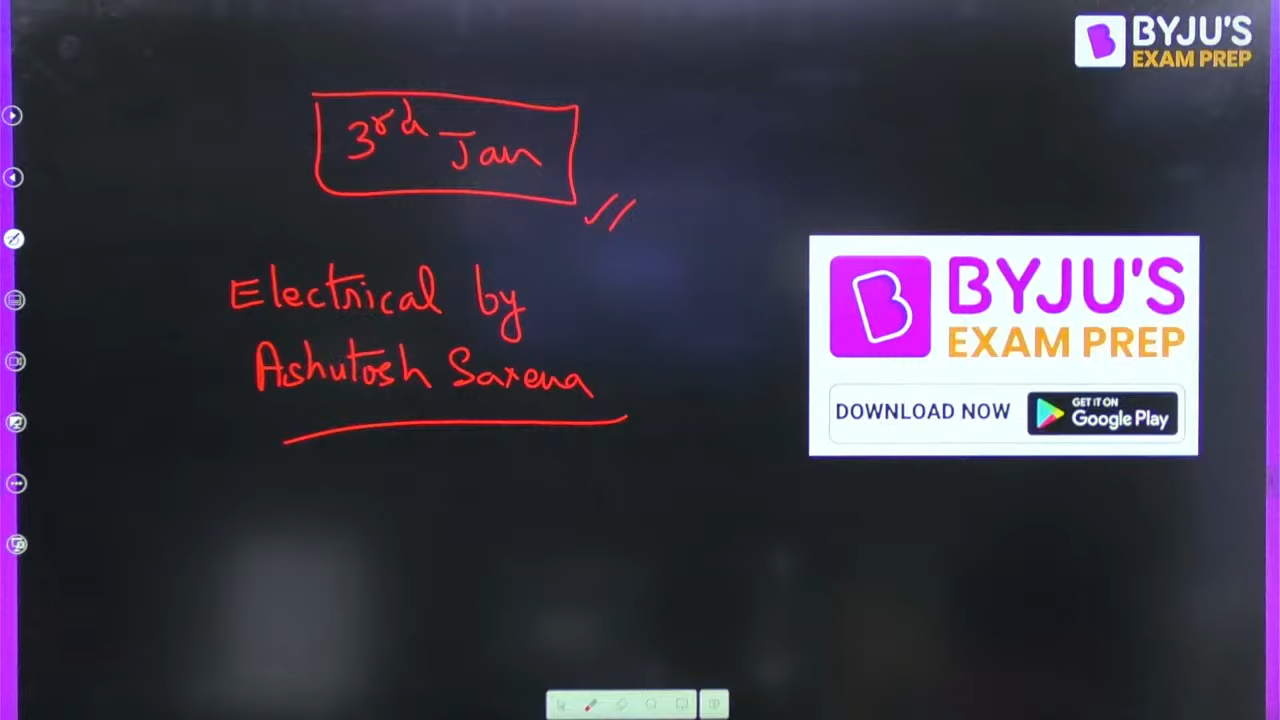 BYJU'S
EXAM PREP
3rd Jan
Electrical by
Ashutosh Saxena
BYJU'S
EXAM PREP
DOWNLOAD NOW
GET IT ON
Google Play